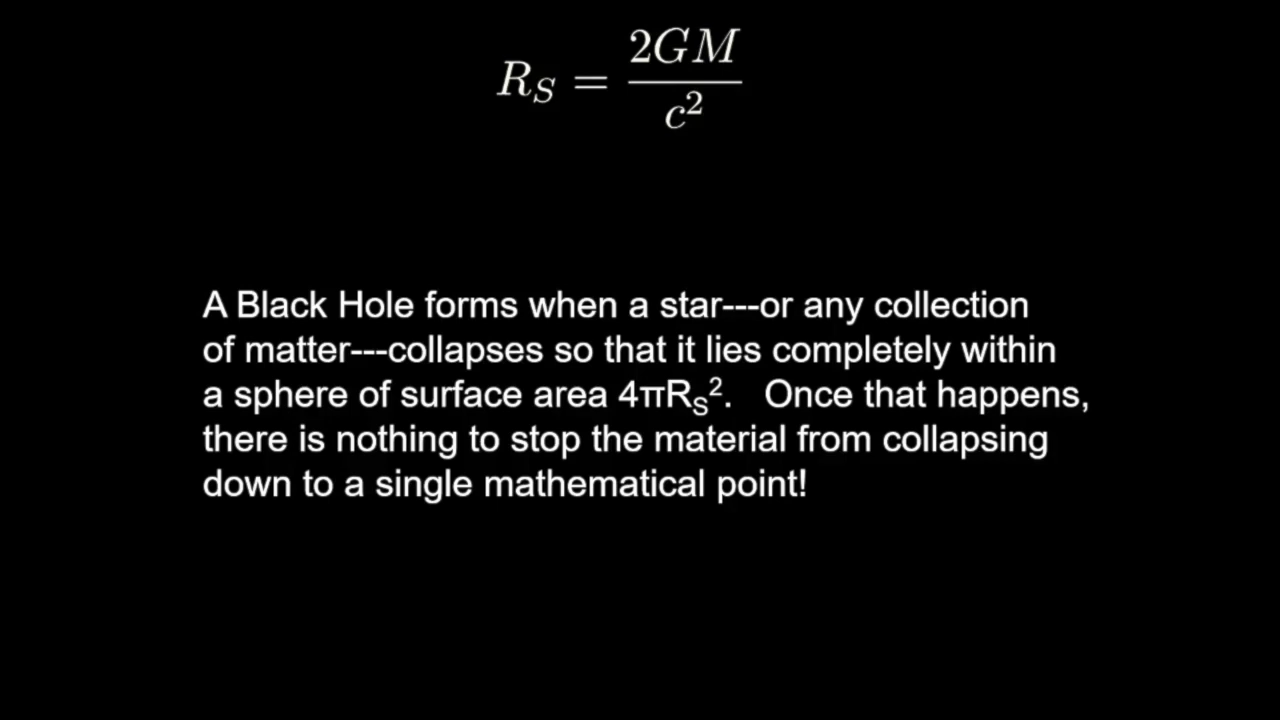 R_S = \frac{2GM}{c^2}
A Black Hole forms when a star---or any collection
of matter---collapses so that it lies completely within
a sphere of surface area 4πR_S². Once that happens,
there is nothing to stop the material from collapsing
down to a single mathematical point!